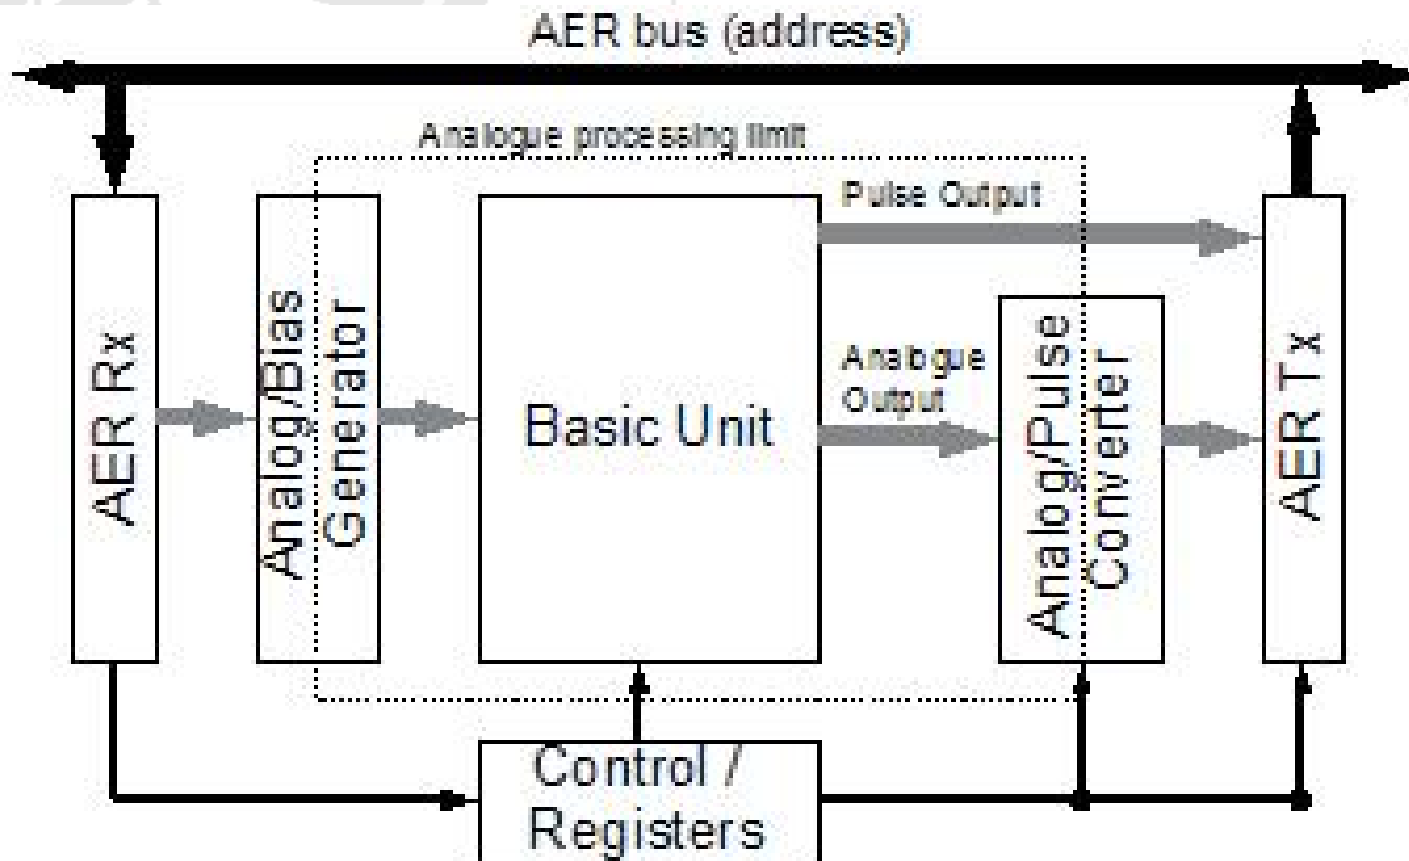 AER bus (address)
Analogue processing limit
Pulse Output
AER Rx
Analog/Bias
Generator
Basic Unit
Analogue
Output
Analog/Pulse
Converter
AER Tx
Control /
Registers